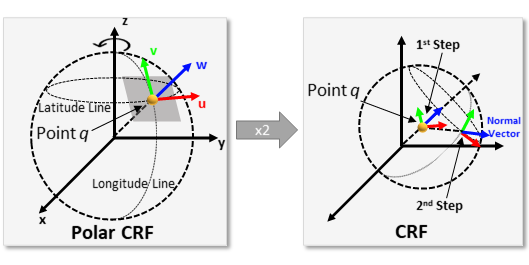 z
v
w
u
Latitude Line
Point q
y
Longitude Line
x
Polar CRF
x2
1st Step
Point q
Normal
Vector
2nd Step
CRF